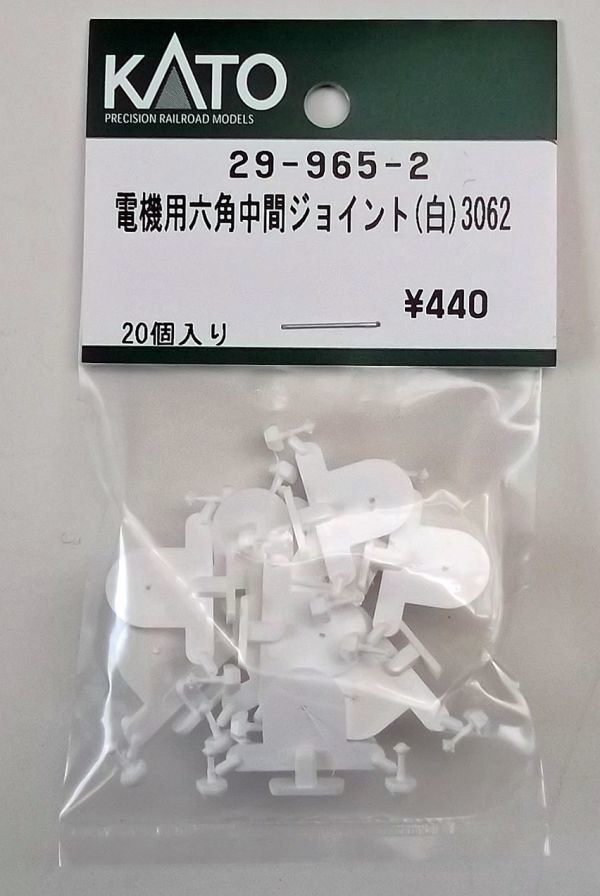 KATO
PRECISION RAILROAD MODELS
29-965-2
電機用六角中間ジョイント(白)3062
¥440
20個入り